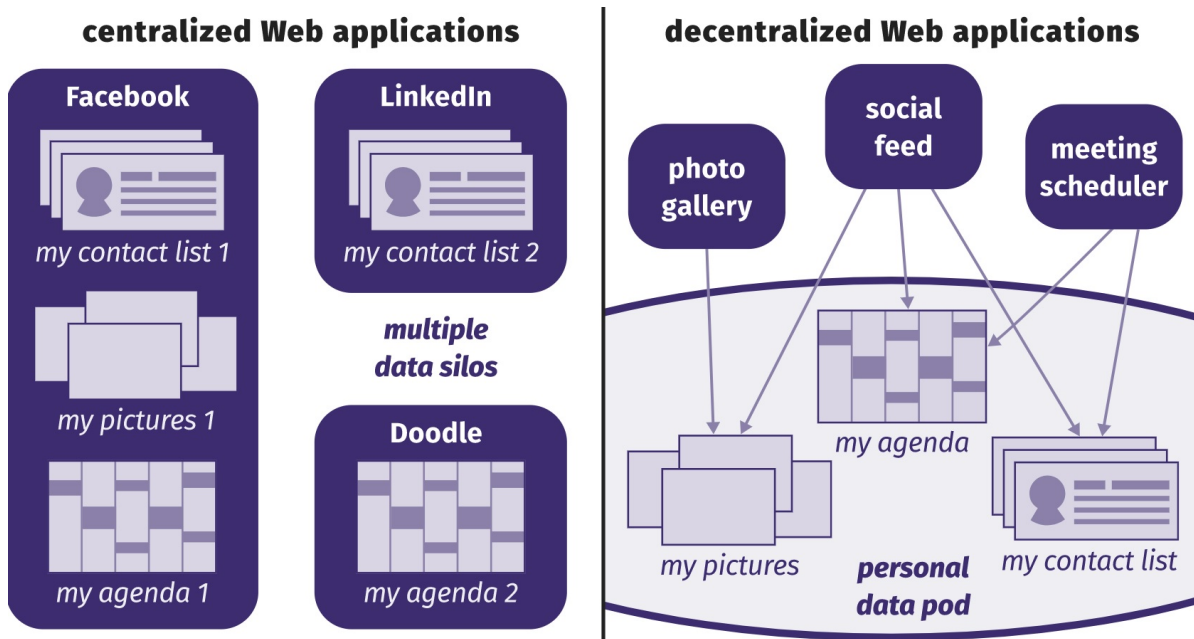 centralized Web applications
Facebook
my contact list 1
my pictures 1
my agenda 1
LinkedIn
my contact list 2
multiple
data silos
Doodle
my agenda 2
decentralized Web applications
photo
gallery
social
feed
meeting
scheduler
my agenda
my pictures
my contact list
personal
data pod